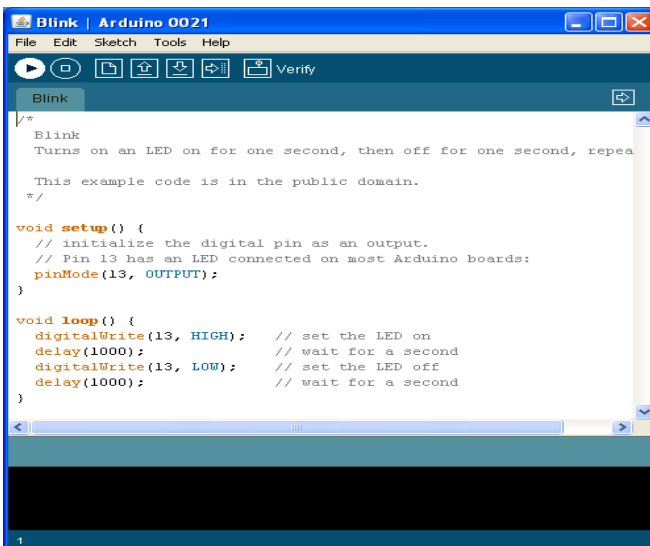 Blink | Arduino 0021
File Edit Sketch Tools Help
Verify
Blink
/*
  Blink
  Turns on an LED on for one second, then off for one second, repea

  This example code is in the public domain.
 */

void setup() {
  // initialize the digital pin as an output.
  // Pin 13 has an LED connected on most Arduino boards:
  pinMode(13, OUTPUT);
}

void loop() {
  digitalWrite(13, HIGH);   // set the LED on
  delay(1000);              // wait for a second
  digitalWrite(13, LOW);    // set the LED off
  delay(1000);              // wait for a second
}
1